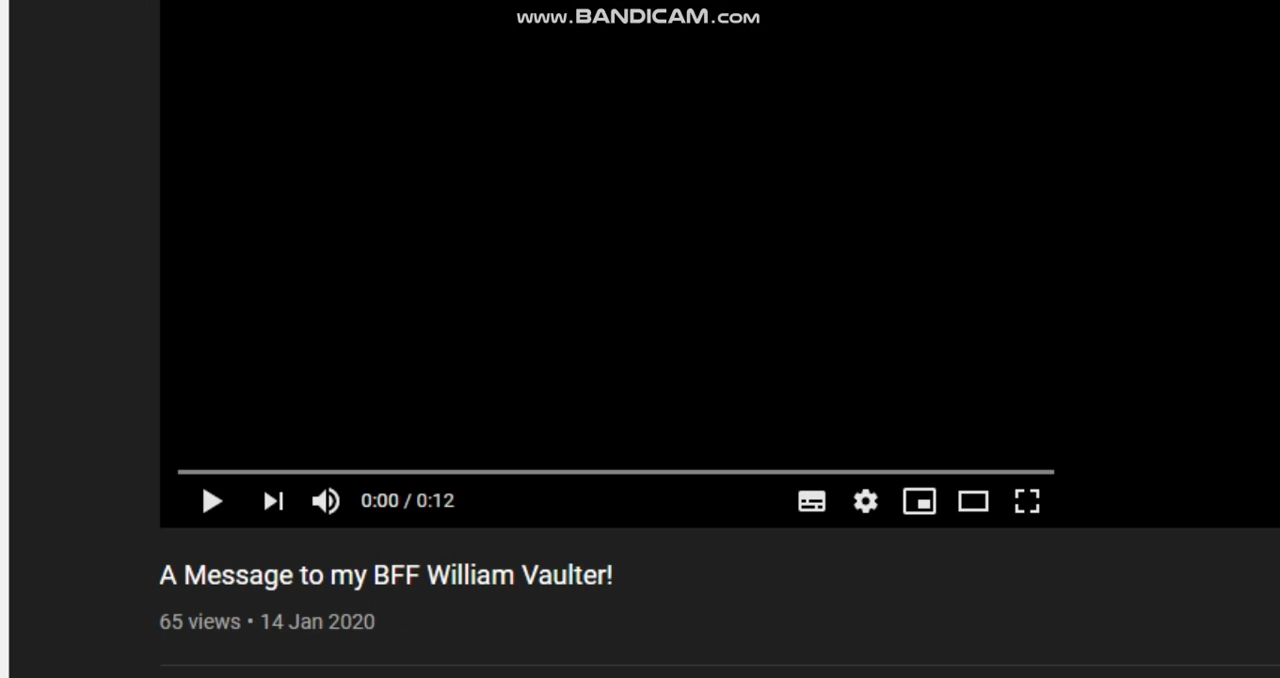 www.BANDICAM.com
0:00 / 0:12
A Message to my BFF William Vaulter!
65 views • 14 Jan 2020